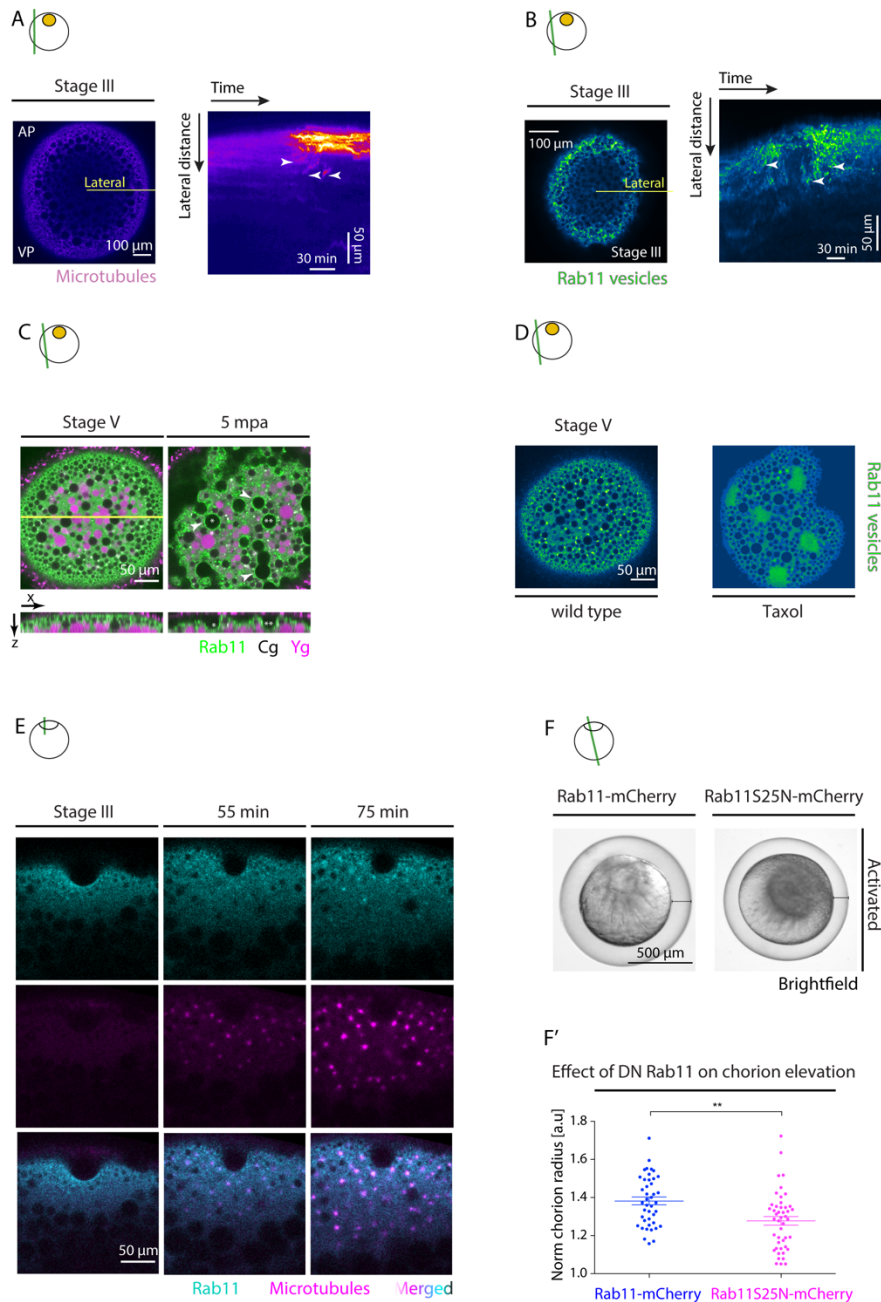 A
Stage III
AP
Lateral
VP
100 µm
Microtubules
Time
Lateral distance
30 min
50 µm
B
Stage III
100 µm
Lateral
Stage III
Rab11 vesicles
Time
Lateral distance
30 min
50 µm
C
Stage V
5 mpa
*
**
50 µm
x
z
*
**
Rab11 Cg Yg
D
Stage V
50 µm
wild type
Taxol
Rab11 vesicles
E
Stage III
55 min
75 min
50 µm
Rab11 Microtubules Merged
F
Rab11-mCherry
Rab11S25N-mCherry
500 µm
Activated
Brightfield
F'
Effect of DN Rab11 on chorion elevation
**
Norm chorion radius [a.u]
1.8
1.6
1.4
1.2
1.0
Rab11-mCherry
Rab11S25N-mCherry